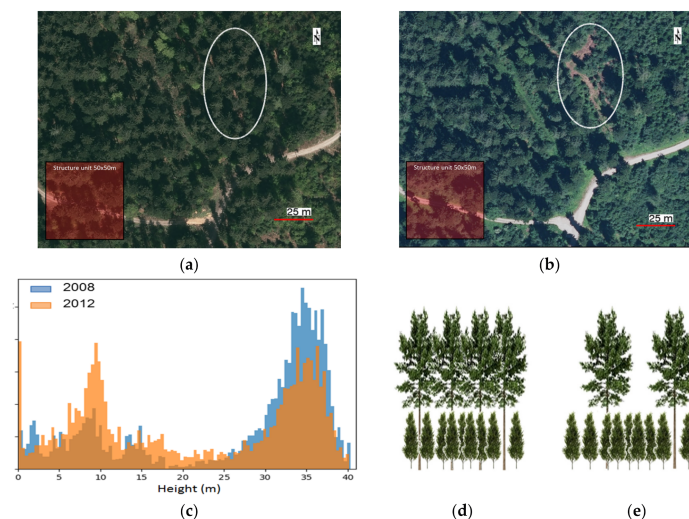 N
N
Structure unit 50x50m
25 m
Structure unit 50x50m
25 m
(a)
(b)
2008
2012
0
5
10
15
20
25
30
35
40
Height (m)
(c)
(d)
(e)